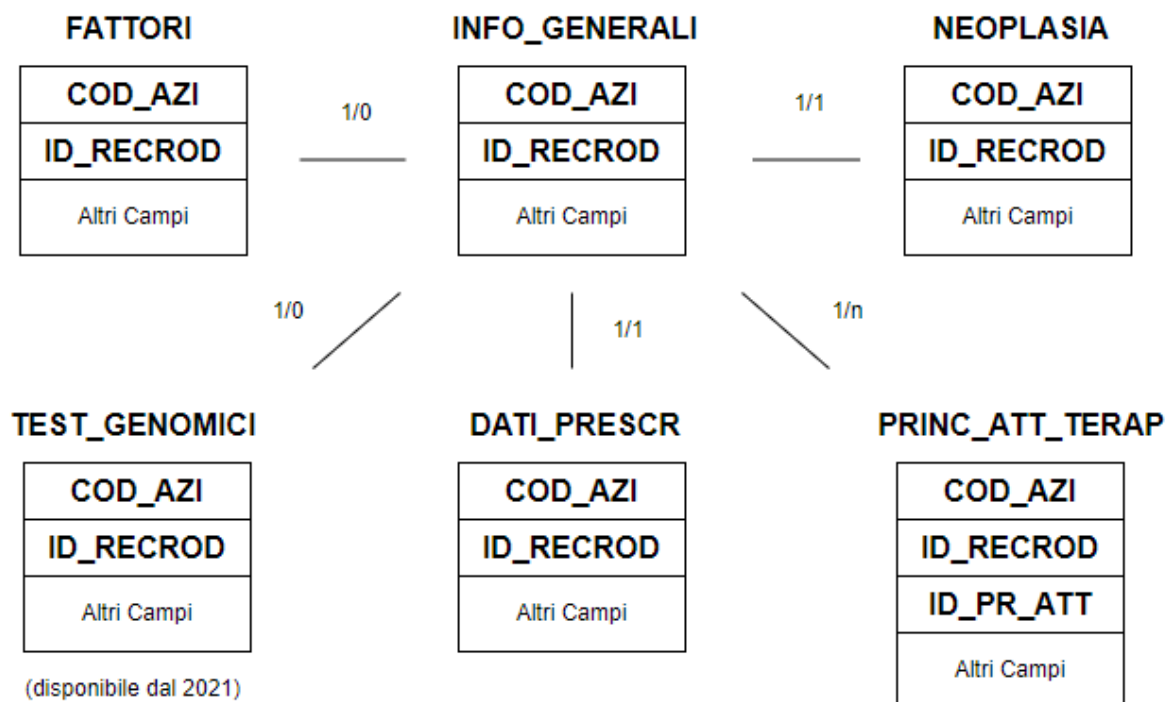 FATTORI
COD_AZI
ID_RECROD
Altri Campi
1/0
INFO_GENERALI
COD_AZI
ID_RECROD
Altri Campi
1/1
NEOPLASIA
COD_AZI
ID_RECROD
Altri Campi
1/0
1/1
1/n
TEST_GENOMICI
COD_AZI
ID_RECROD
Altri Campi
(disponibile dal 2021)
DATI_PRESCR
COD_AZI
ID_RECROD
Altri Campi
PRINC_ATT_TERAP
COD_AZI
ID_RECROD
ID_PR_ATT
Altri Campi